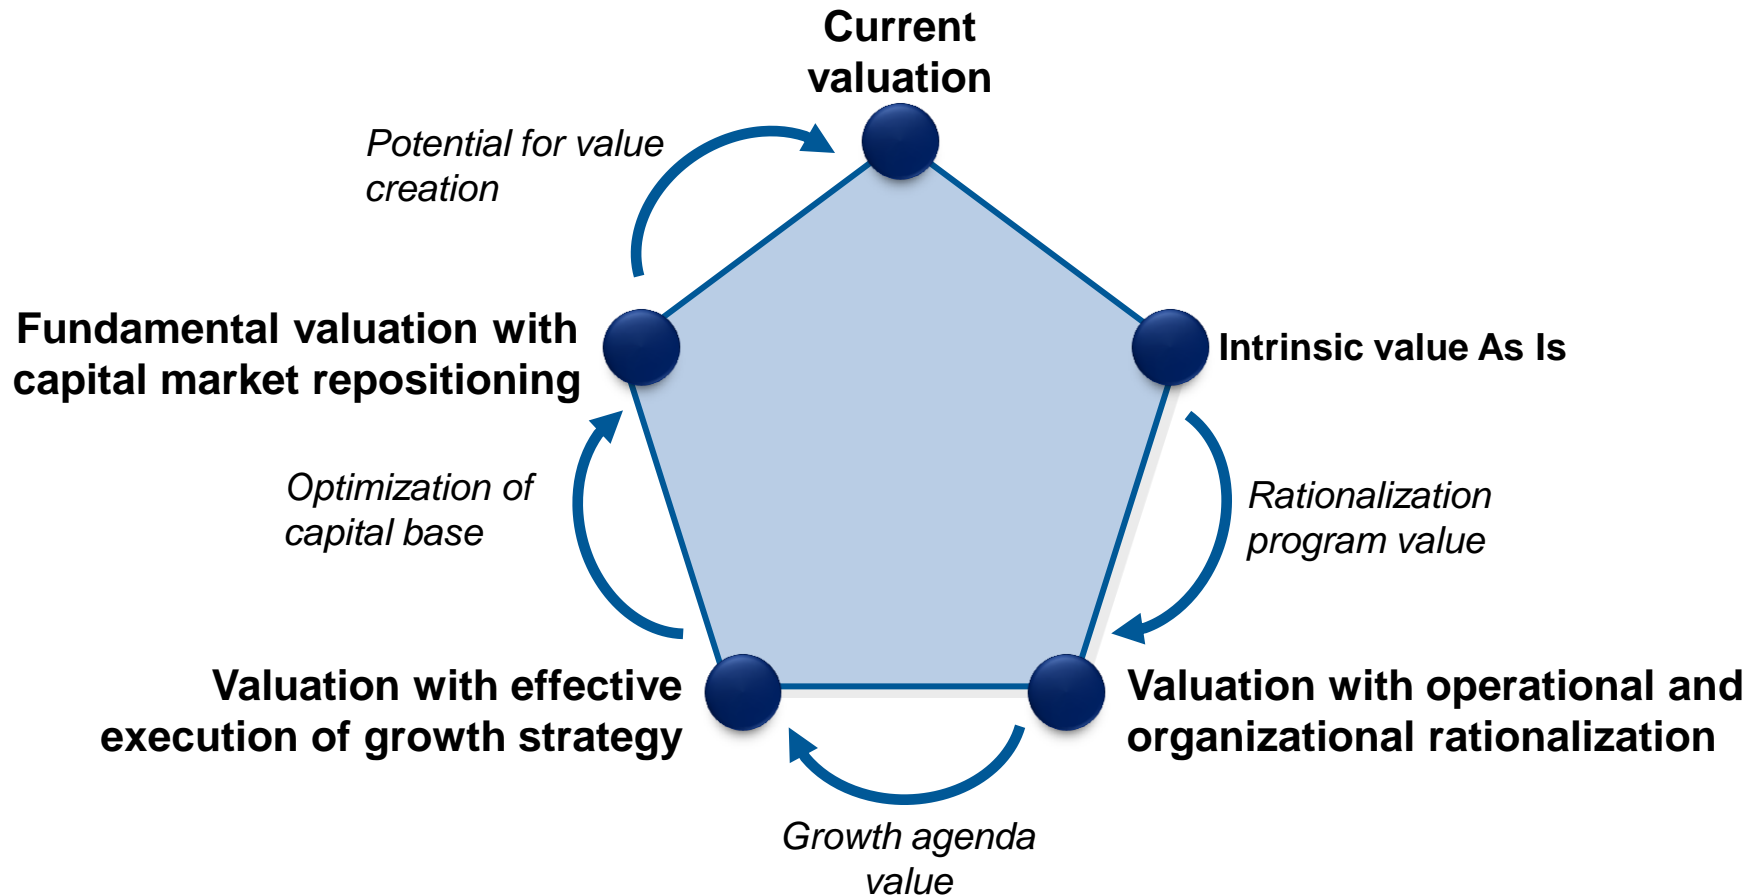 Current
valuation
Potential for value
creation
Fundamental valuation with
capital market repositioning
Intrinsic value As Is
Optimization of
capital base
Rationalization
program value
Valuation with effective
execution of growth strategy
Valuation with operational and
organizational rationalization
Growth agenda
value